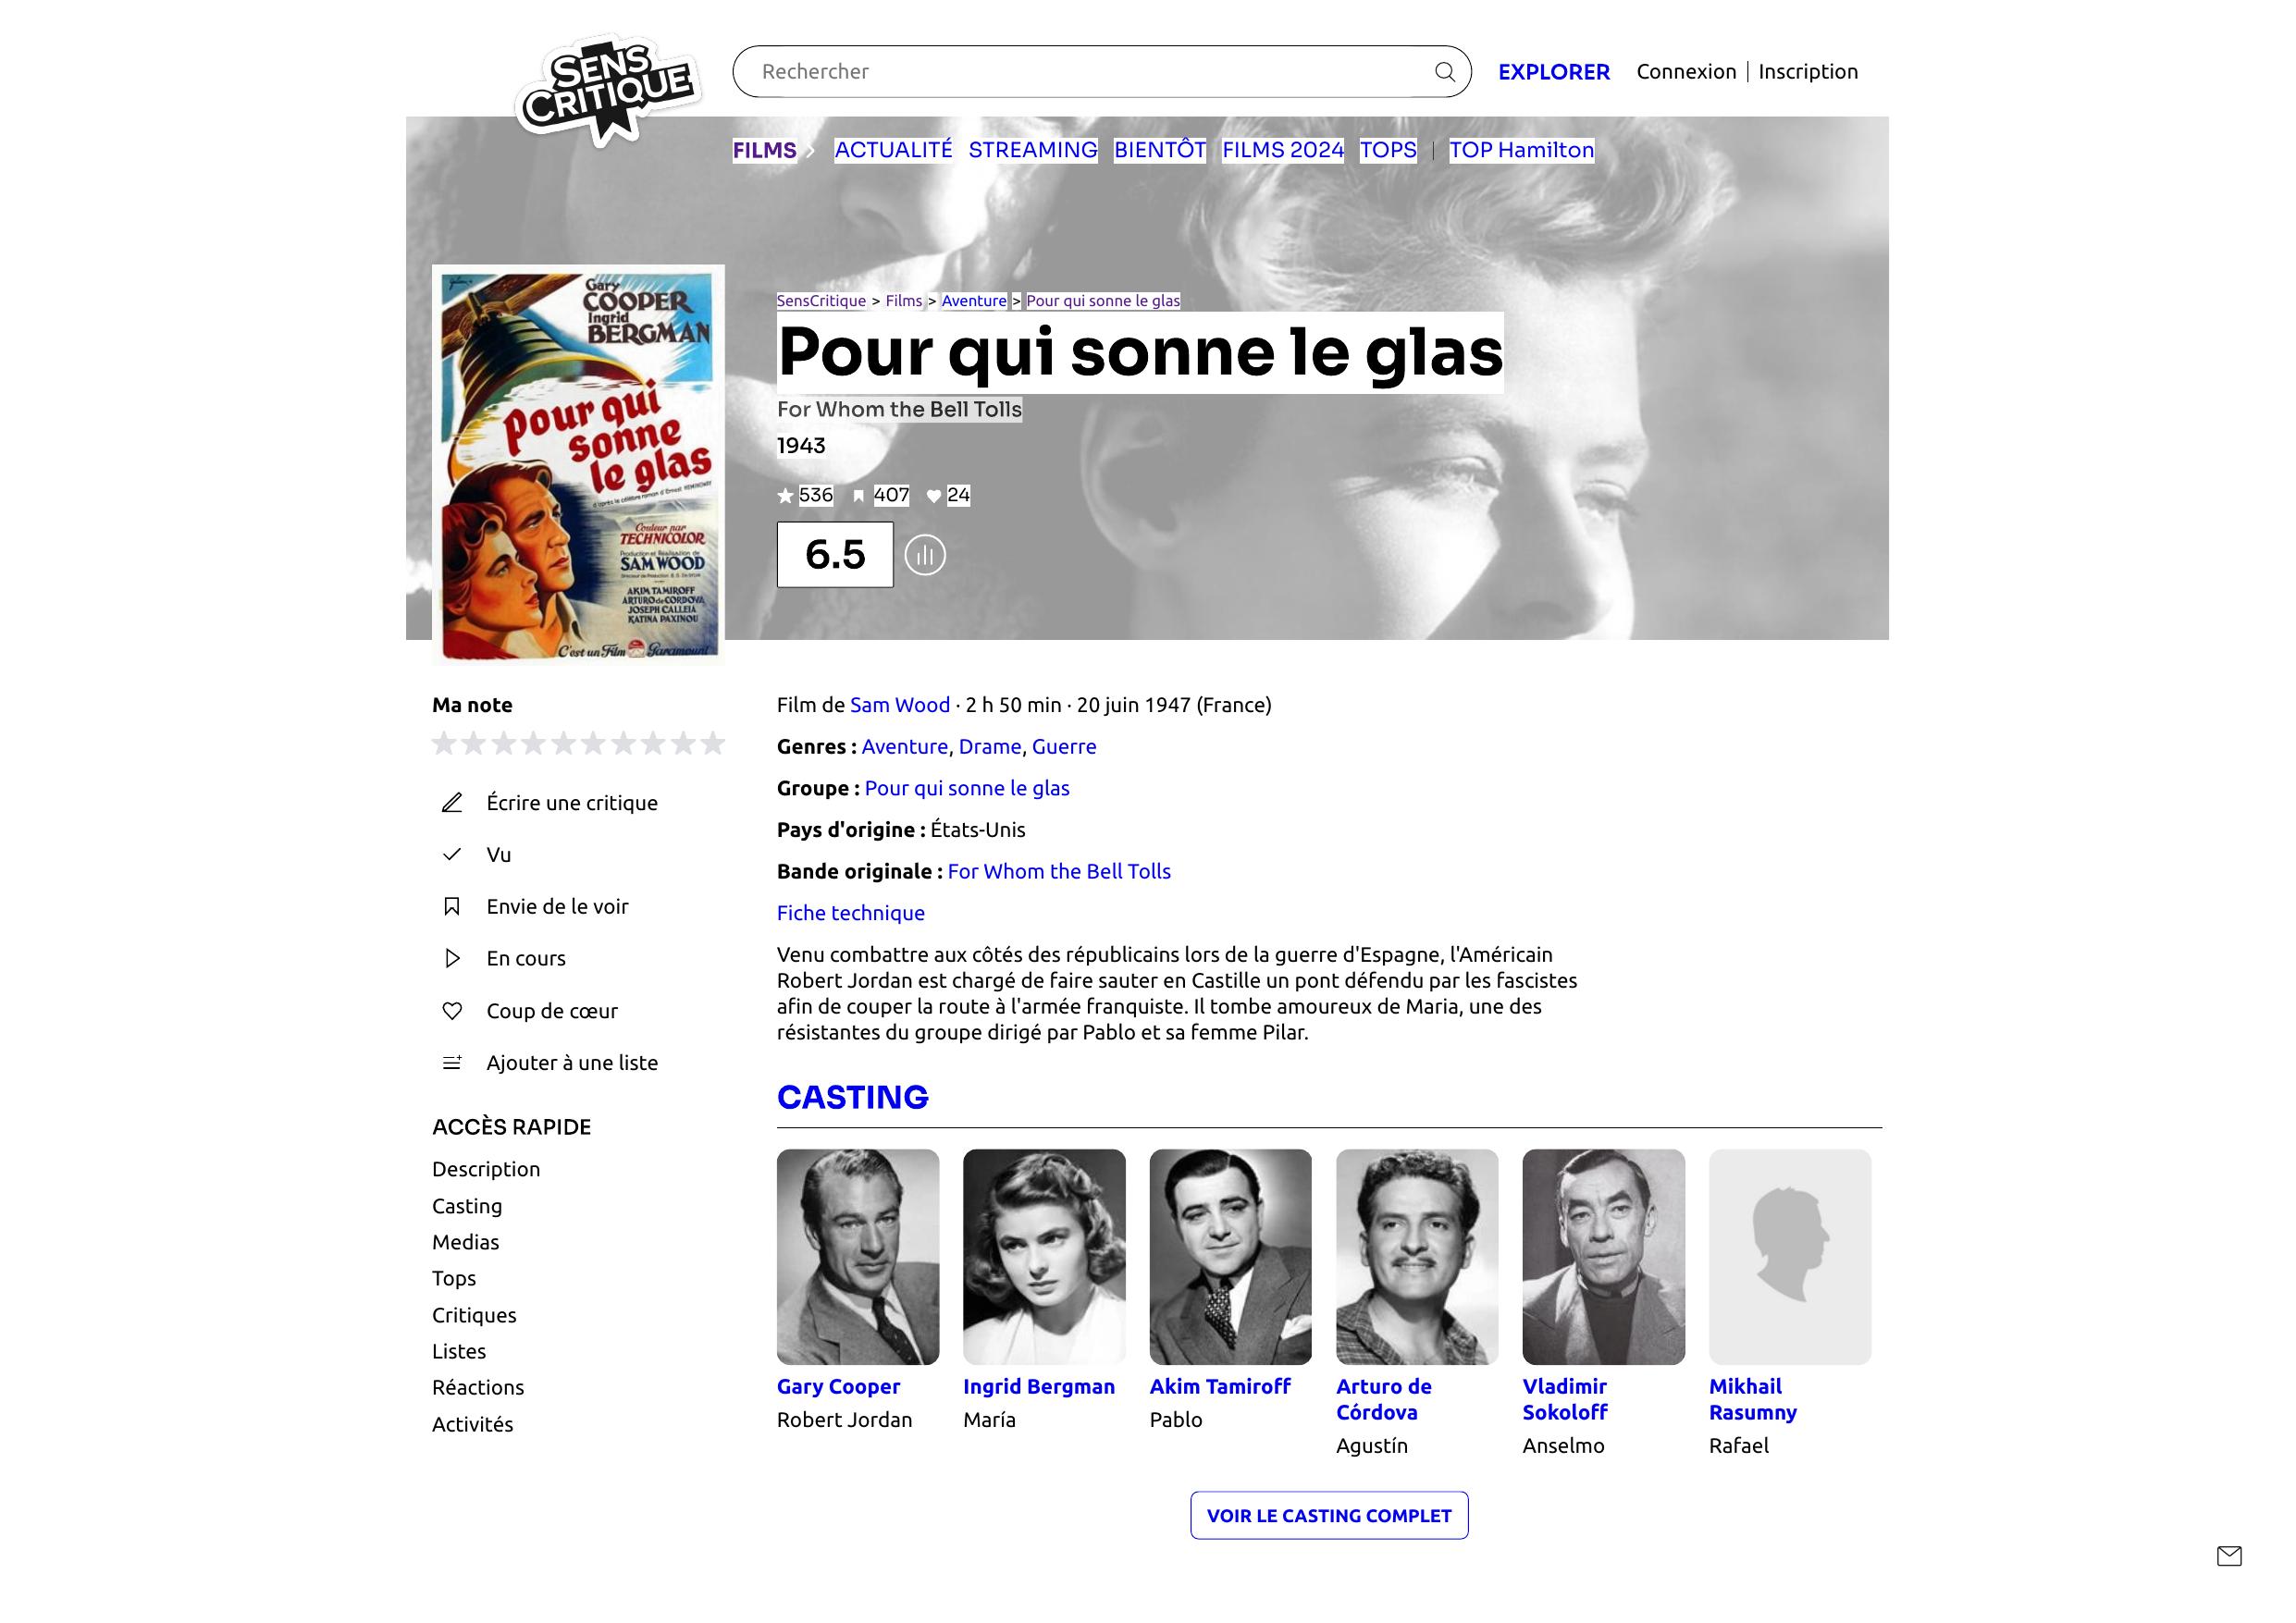 SENS
CRITIQUE
Rechercher
EXPLORER
Connexion | Inscription
FILMS
ACTUALITÉ
STREAMING
BIENTÔT
FILMS 2024
TOPS
TOP Hamilton
Gary
COOPER
Ingrid
BERGMAN
pour qui
sonne
le glas
d'après le célèbre roman d'Ernest HEMINGWAY
Couleur par
TECHNICOLOR
Production et Réalisation de
SAM WOOD
AKIM TAMIROFF
ARTURO de CORDOVA
JOSEPH CALLEIA
KATINA PAXINOU
C'est un Film Paramount
SensCritique > Films > Aventure > Pour qui sonne le glas
Pour qui sonne le glas
For Whom the Bell Tolls
1943
536 407 24
6.5
Ma note
Écrire une critique
Vu
Envie de le voir
En cours
Coup de cœur
Ajouter à une liste
ACCÈS RAPIDE
Description
Casting
Medias
Tops
Critiques
Listes
Réactions
Activités
Film de Sam Wood · 2 h 50 min · 20 juin 1947 (France)
Genres : Aventure, Drame, Guerre
Groupe : Pour qui sonne le glas
Pays d'origine : États-Unis
Bande originale : For Whom the Bell Tolls
Fiche technique
Venu combattre aux côtés des républicains lors de la guerre d'Espagne, l'Américain
Robert Jordan est chargé de faire sauter en Castille un pont défendu par les fascistes
afin de couper la route à l'armée franquiste. Il tombe amoureux de Maria, une des
résistantes du groupe dirigé par Pablo et sa femme Pilar.
CASTING
Gary Cooper
Robert Jordan
Ingrid Bergman
María
Akim Tamiroff
Pablo
Arturo de
Córdova
Agustín
Vladimir
Sokoloff
Anselmo
Mikhail
Rasumny
Rafael
VOIR LE CASTING COMPLET